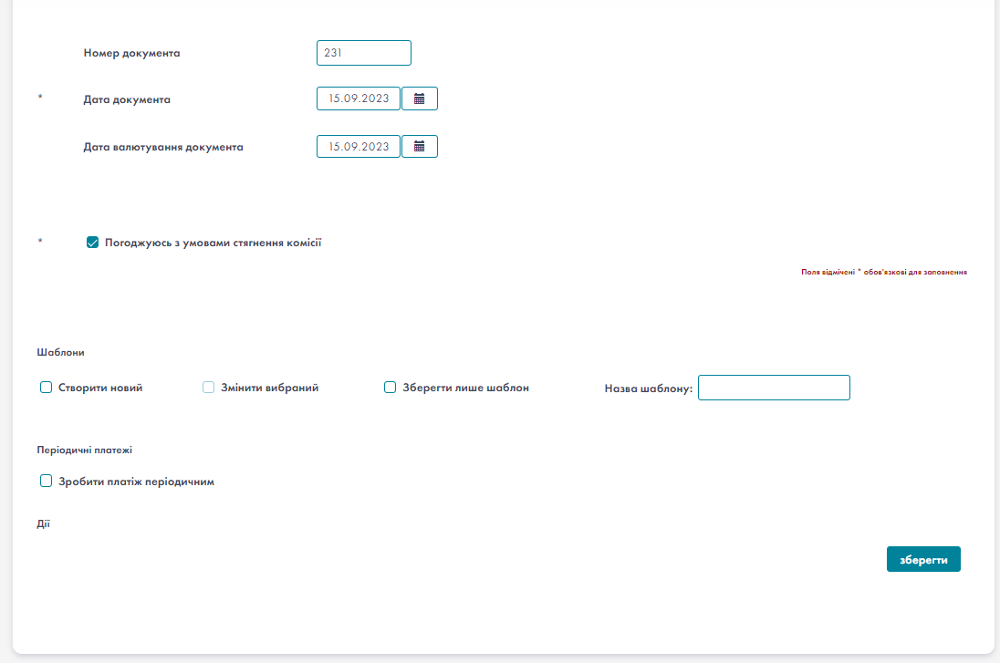 Номер документа 231
* Дата документа 15.09.2023
Дата валютування документа 15.09.2023
* Погоджуюсь з умовами стягнення комісії
Поля відмічені * обов'язкові для заповнення
Шаблони
Створити новий Змінити вибраний Зберегти лише шаблон Назва шаблону:
Періодичні платежі
Зробити платіж періодичним
Дії
зберегти